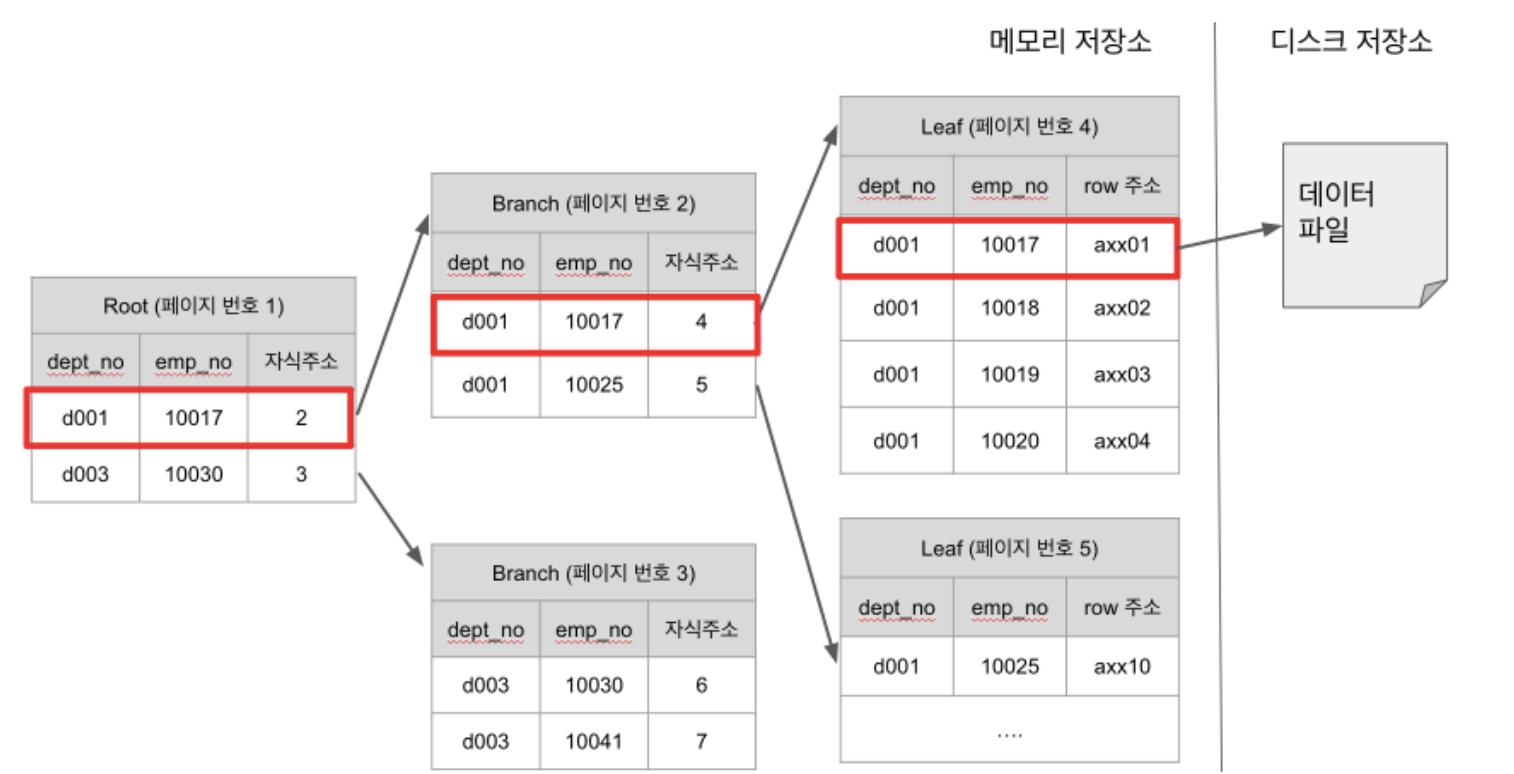 메모리 저장소
디스크 저장소
Root (페이지 번호 1)
dept_no emp_no 자식주소
d001 10017 2
d003 10030 3
Branch (페이지 번호 2)
dept_no emp_no 자식주소
d001 10017 4
d001 10025 5
Branch (페이지 번호 3)
dept_no emp_no 자식주소
d003 10030 6
d003 10041 7
Leaf (페이지 번호 4)
dept_no emp_no row 주소
d001 10017 axx01
d001 10018 axx02
d001 10019 axx03
d001 10020 axx04
Leaf (페이지 번호 5)
dept_no emp_no row 주소
d001 10025 axx10
....
데이터
파일